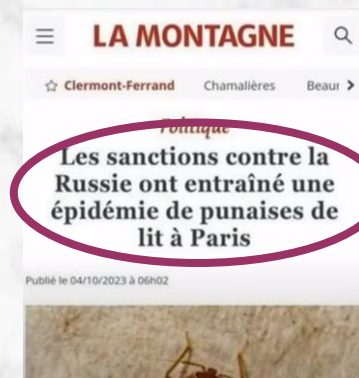 LA MONTAGNE
Clermont-Ferrand Chamalières Beaur
Politique
Les sanctions contre la
Russie ont entraîné une
épidémie de punaises de
lit à Paris
Publié le 04/10/2023 à 06h02